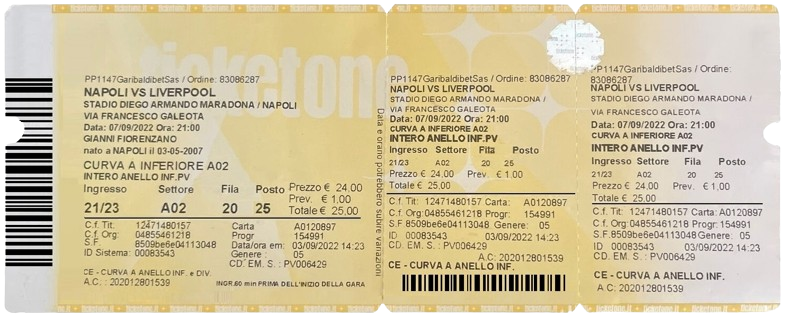 ticketone
PP1147GaribaldibetSas / Ordine: 83086287
NAPOLI VS LIVERPOOL
STADIO DIEGO ARMANDO MARADONA / NAPOLI
VIA FRANCESCO GALEOTA
Data: 07/09/2022 Ora: 21:00
GIANNI FIORENZANO
nato a NAPOLI il 03-05-2007
CURVA A INFERIORE A02
INTERO ANELLO INF.PV
Ingresso Settore Fila Posto
21/23 A02 20 25
Prezzo € 24,00
Prev. € 1,00
Totale € 25,00
C.f. Tit: 12471480157 Carta A0120897
C.f. Org: 04855461218 Progr 154991
S.F. 8509be6e04113048 Data/ora em: 03/09/2022 14:23
ID Sistema: 00083543 Genere : 05
CD. EM. S. : PV006429
CE - CURVA A ANELLO INF. e DIV.
A.C. : 202012801539
INGR.60 min PRIMA DELL'INIZIO DELLA GARA
Data e orario potrebbero subire variazioni
PP1147GaribaldibetSas / Ordine:
83086287
NAPOLI VS LIVERPOOL
STADIO DIEGO ARMANDO MARADONA /
VIA FRANCESCO GALEOTA
Data: 07/09/2022 Ora: 21:00
CURVA A INFERIORE A02
INTERO ANELLO INF.PV
Ingresso Settore Fila Posto
21/23 A02 20 25
Prezzo € 24,00 Prev. € 1,00
Totale € 25,00
C.f. Tit: 12471480157 Carta: A0120897
C.f. Org:04855461218 Progr: 154991
S.F. 8509be6e04113048 Genere: 05
ID 00083543 03/09/2022 14:23
CD. EM. S. : PV006429
A.C: 202012801539
CE - CURVA A ANELLO INF.
PP1147GaribaldibetSas / Ordine:
83086287
NAPOLI VS LIVERPOOL
STADIO DIEGO ARMANDO MARADONA /
VIA FRANCESCO GALEOTA
Data: 07/09/2022 Ora: 21:00
CURVA A INFERIORE A02
INTERO ANELLO INF.PV
Ingresso Settore Fila Posto
21/23 A02 20 25
Prezzo € 24,00 Prev. € 1,00
Totale € 25,00
C.f. Tit: 12471480157 Carta: A0120897
C.f. Org: 04855461218 Progr: 154991
S.F.8509be6e04113048 Genere: 05
ID 00083543 03/09/2022 14:23
CD. EM. S. :PV006429
CE - CURVA A ANELLO INF.
A.C: 202012801539